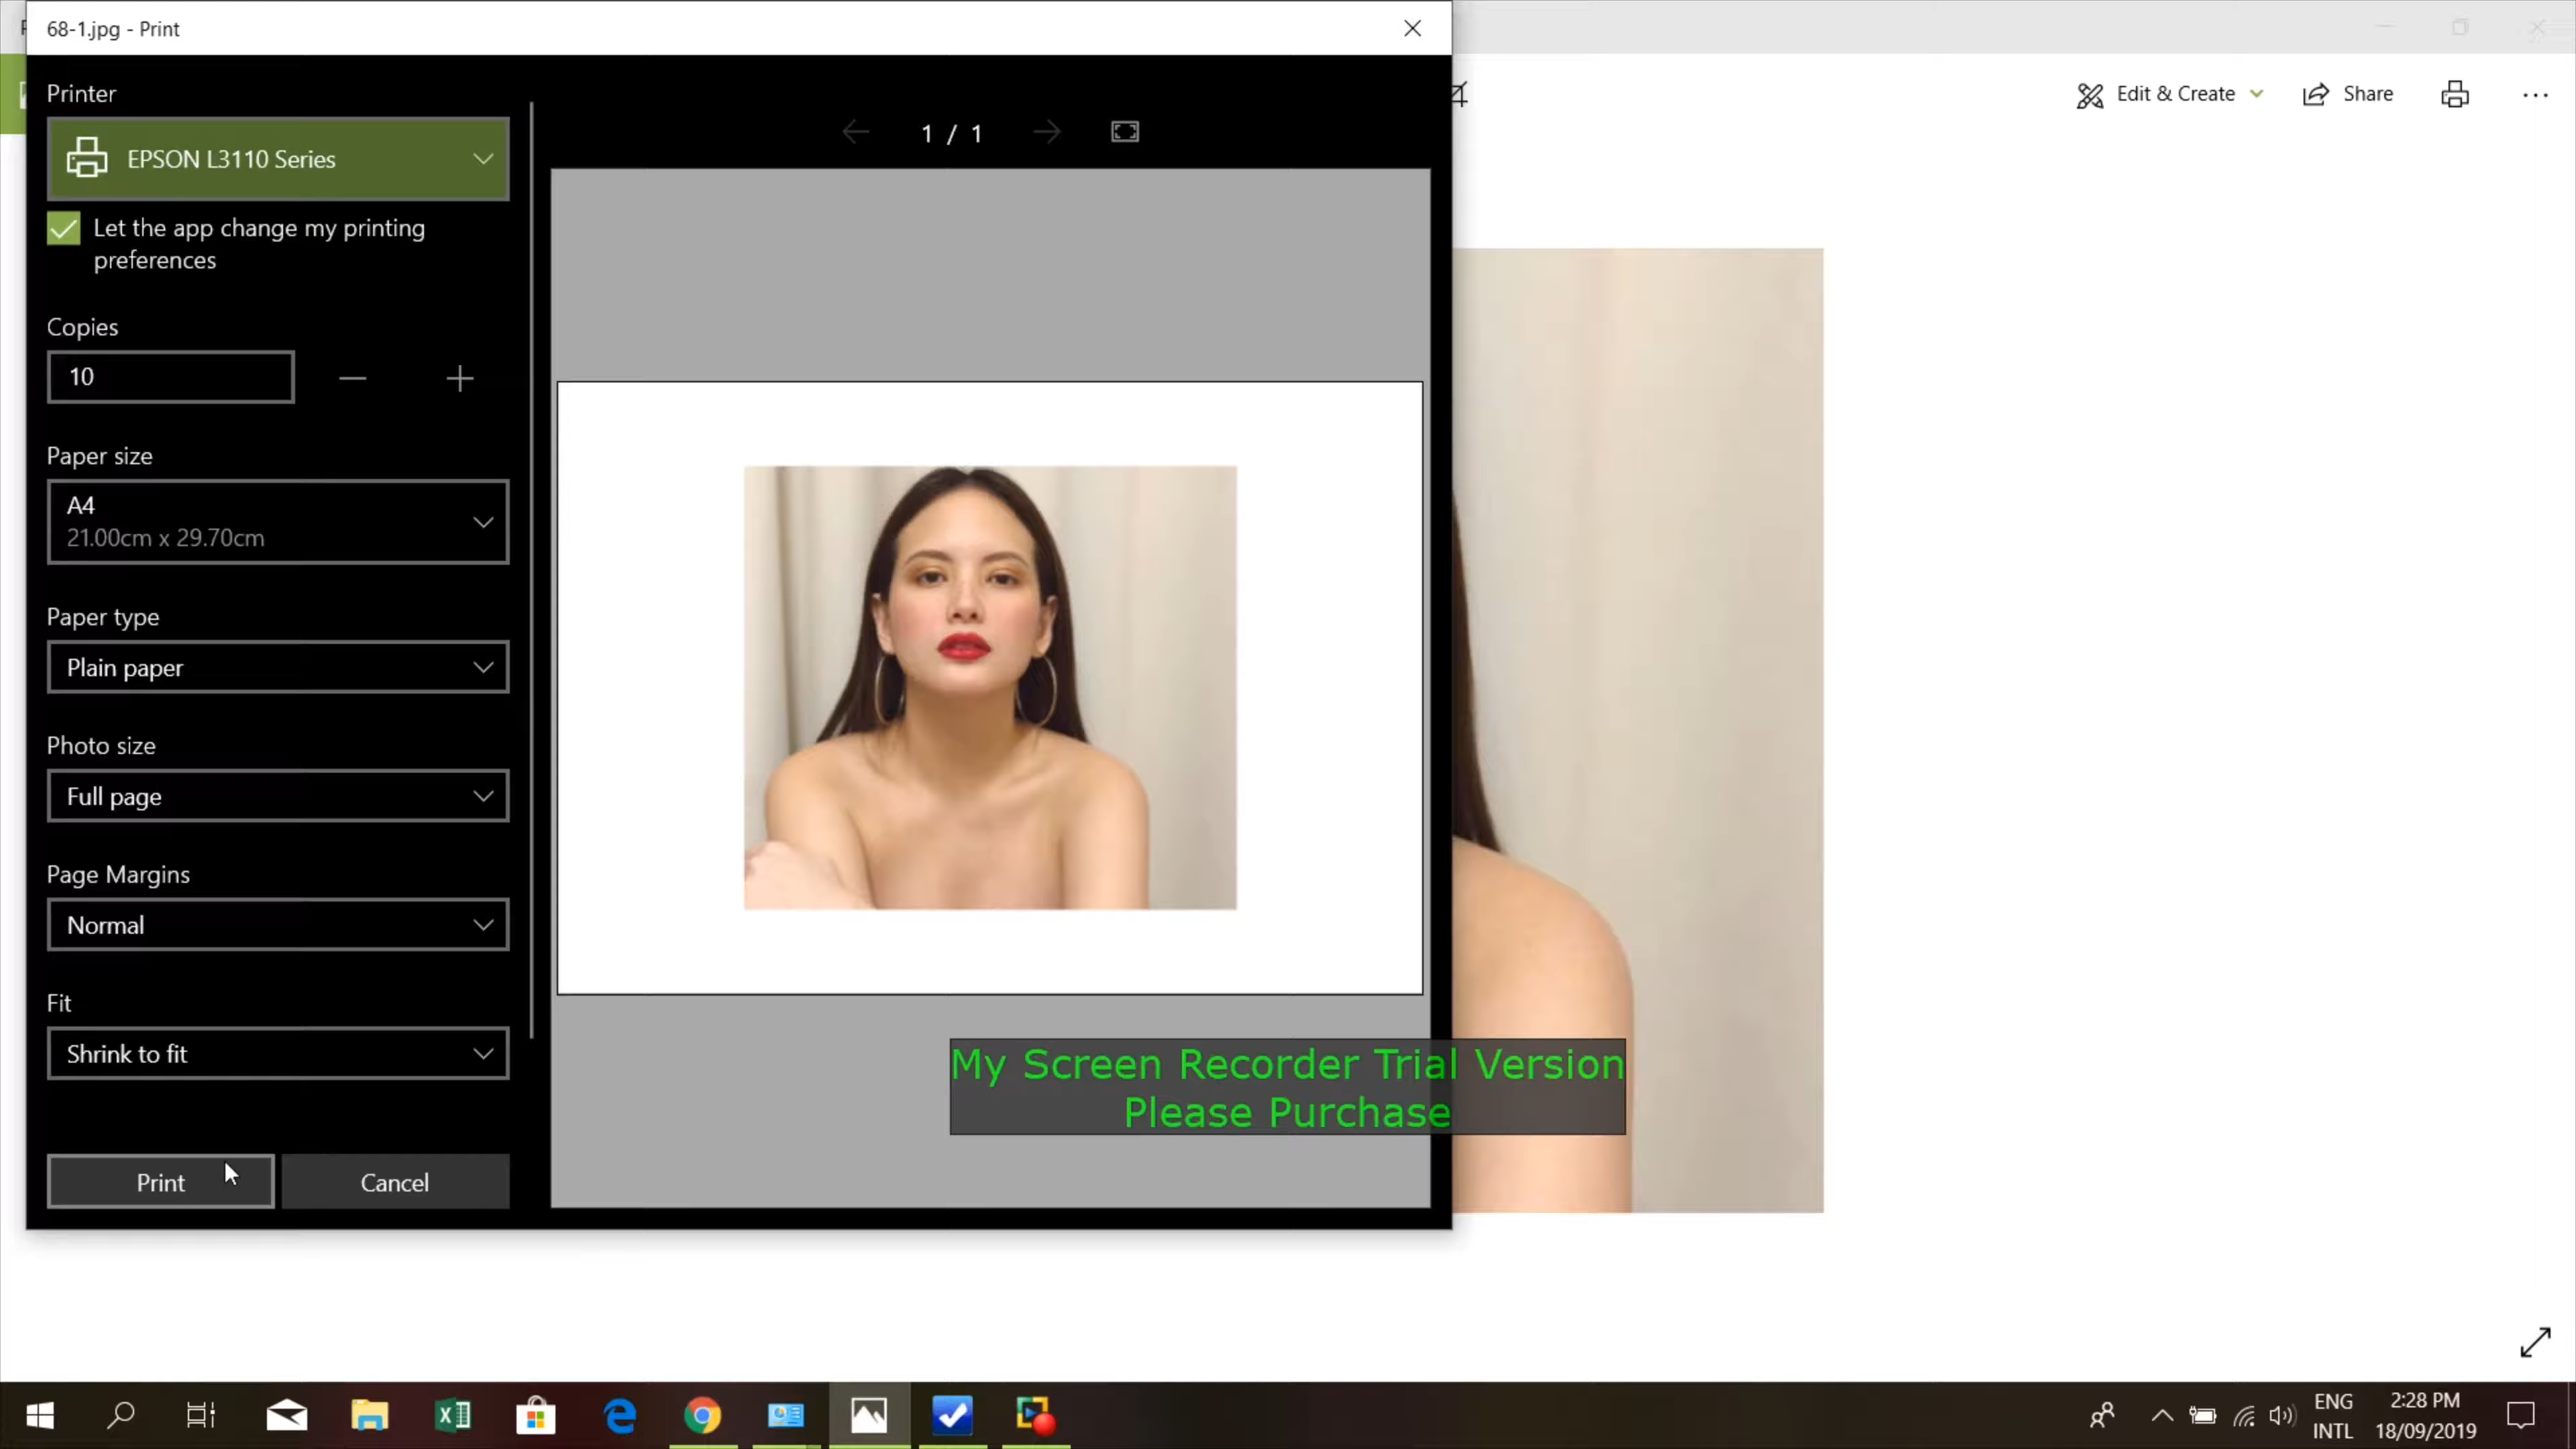 68-1.jpg - Print
Edit & Create
Share
Printer
1 / 1
EPSON L3110 Series
Let the app change my printing
preferences
Copies
10
Paper size
A4
21.00cm x 29.70cm
Paper type
Plain paper
Photo size
Full page
Page Margins
Normal
Fit
Shrink to fit
My Screen Recorder Trial Version
Please Purchase
Print
Cancel
ENG
INTL
2:28 PM
18/09/2019